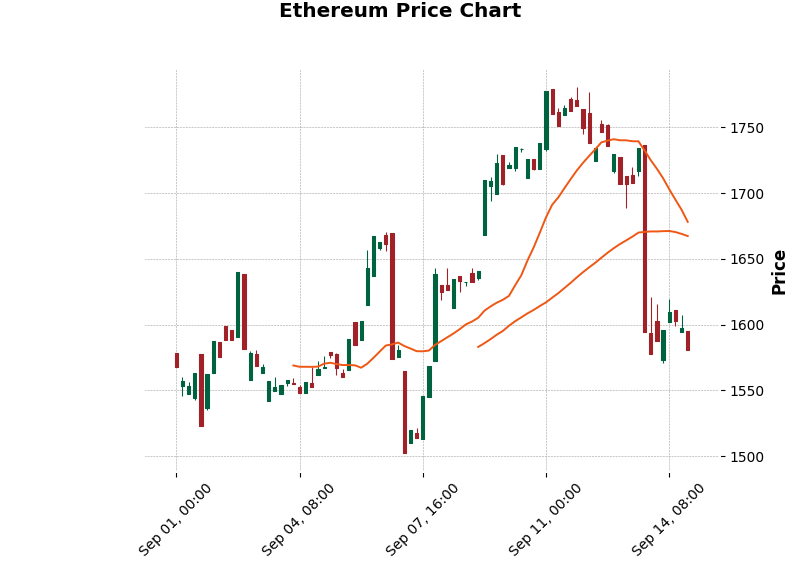 Ethereum Price Chart
1750
1700
1650
1600
1550
1500
Price
Sep 01, 00:00
Sep 04, 08:00
Sep 07, 16:00
Sep 11, 00:00
Sep 14, 08:00